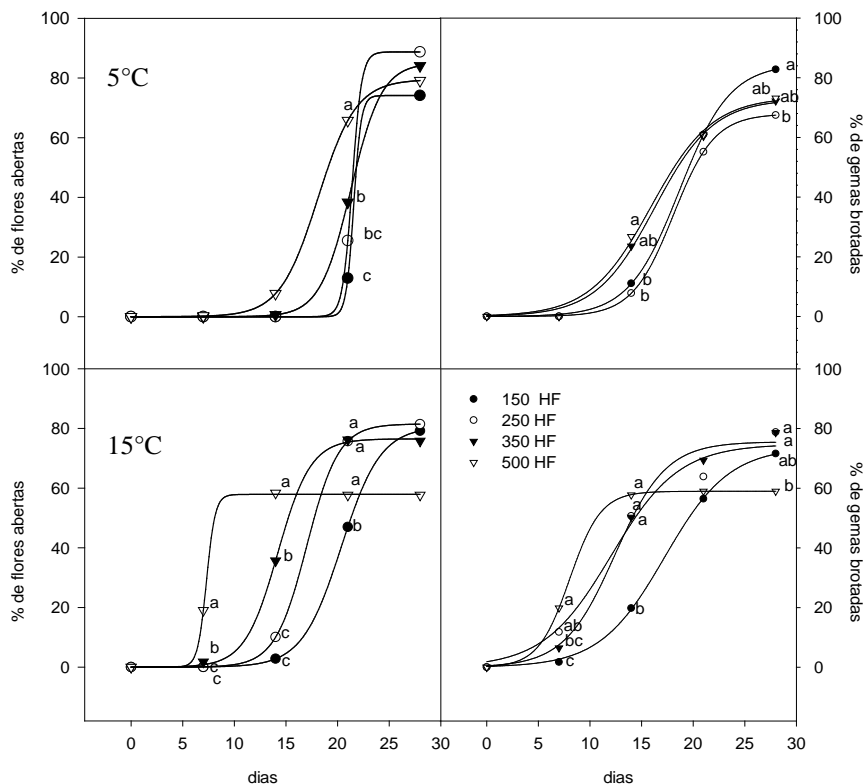 100
80
60
40
20
0
% de flores abertas
5°C
a
b
bc
c
100
80
60
40
20
0
% de gemas brotadas
a
ab
ab
b
a
ab
b
b
100
80
60
40
20
0
% de flores abertas
15°C
a
b
c
c
a
b
c
c
a
a
a
b
0
5
10
15
20
25
30
dias
150 HF
250 HF
350 HF
500 HF
80
60
40
20
0
% de gemas brotadas
a
ab
bc
c
a
a
a
b
a
a
ab
b
0
5
10
15
20
25
30
dias